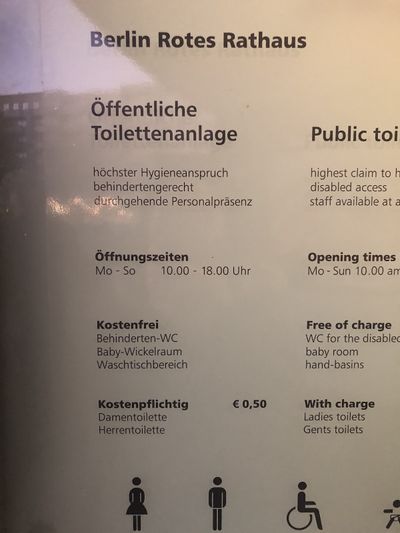 Berlin Rotes Rathaus
Öffentliche
Toilettenanlage
höchster Hygieneanspruch
behindertengerecht
durchgehende Personalpräsenz
Öffnungszeiten
Mo - So 10.00 - 18.00 Uhr
Kostenfrei
Behinderten-WC
Baby-Wickelraum
Waschtischbereich
Kostenpflichtig € 0,50
Damentoilette
Herrentoilette
Public toi
highest claim to h
disabled access
staff available at a
Opening times
Mo - Sun 10.00 am
Free of charge
WC for the disabled
baby room
hand-basins
With charge
Ladies toilets
Gents toilets